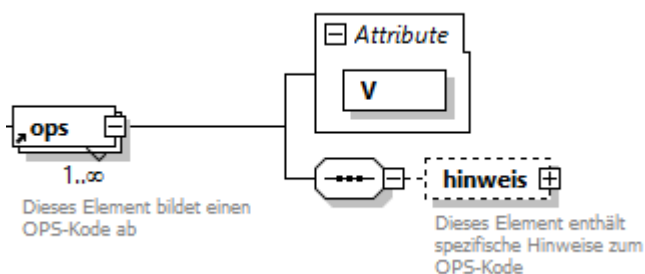 Attribute
V
ops
1..∞
Dieses Element bildet einen
OPS-Kode ab
hinweis
Dieses Element enthält
spezifische Hinweise zum
OPS-Kode